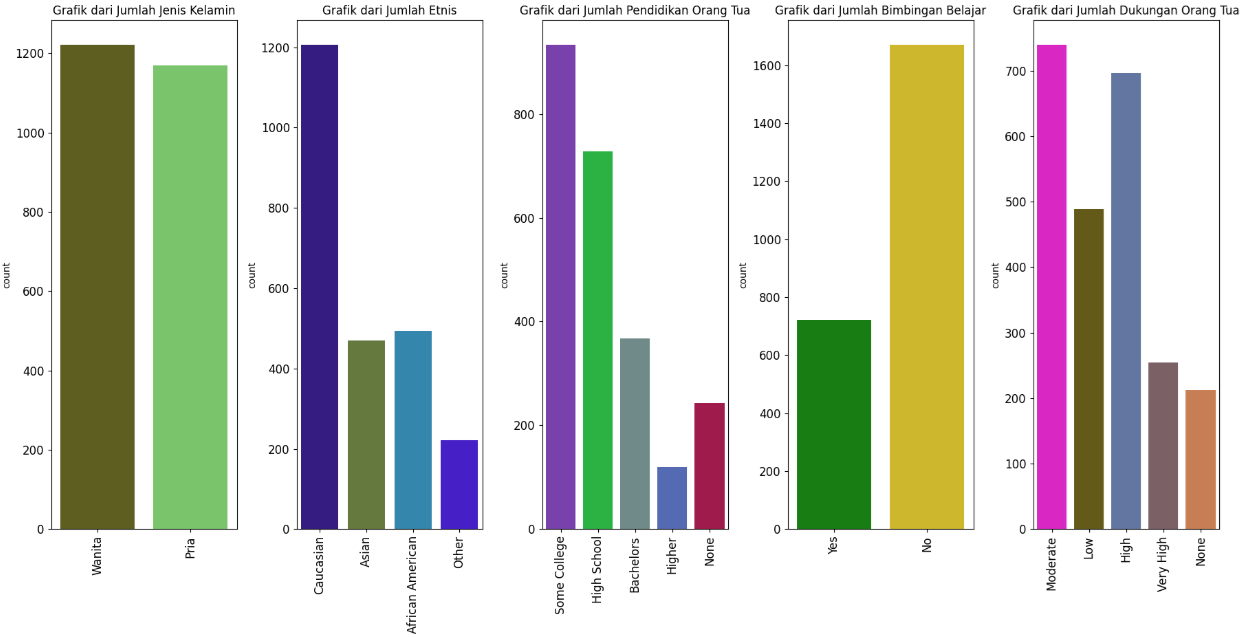 Grafik dari Jumlah Jenis Kelamin
count
1200
1000
800
600
400
200
0
Wanita
Pria
Grafik dari Jumlah Etnis
count
1200
1000
800
600
400
200
0
Caucasian
Asian
African American
Other
Grafik dari Jumlah Pendidikan Orang Tua
count
800
600
400
200
0
Some College
High School
Bachelors
Higher
None
Grafik dari Jumlah Bimbingan Belajar
count
1600
1400
1200
1000
800
600
400
200
0
Yes
No
Grafik dari Jumlah Dukungan Orang Tua
count
700
600
500
400
300
200
100
0
Moderate
Low
High
Very High
None